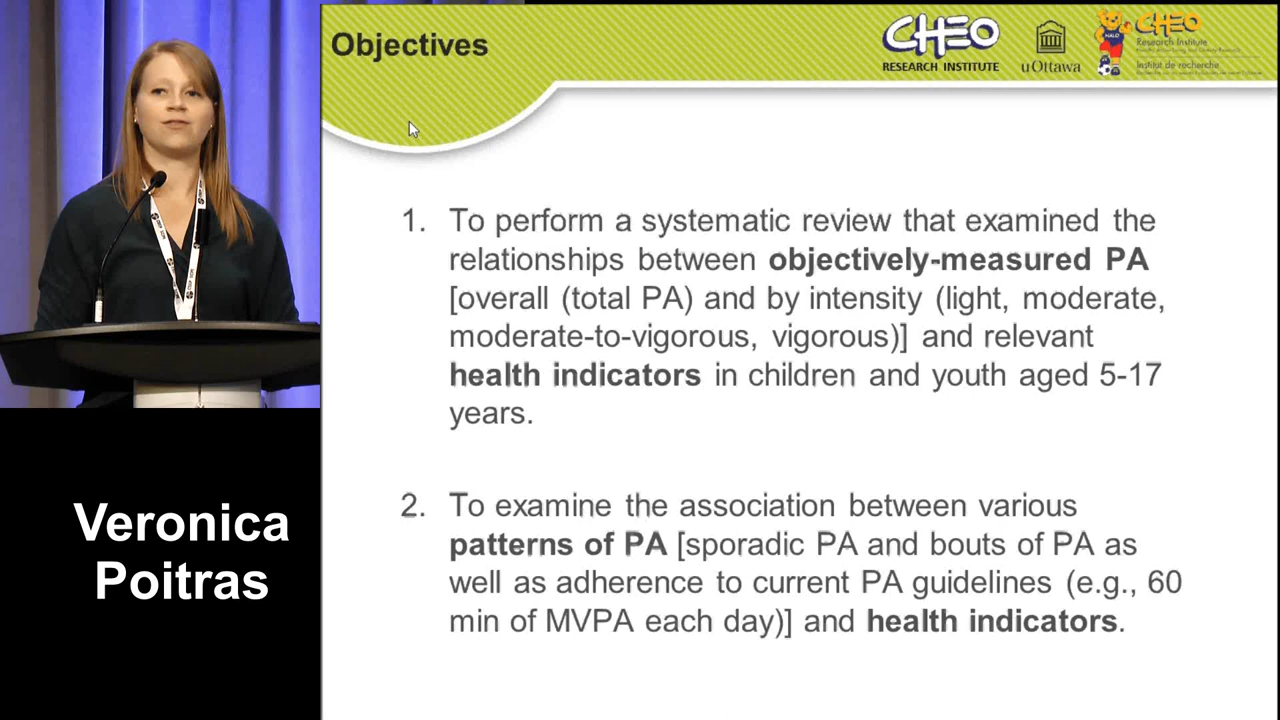 Objectives
CHEO
RESEARCH INSTITUTE
uOttawa
HALO
CHEO
Research Institute
Institut de recherche
1. To perform a systematic review that examined the
relationships between objectively-measured PA
[overall (total PA) and by intensity (light, moderate,
moderate-to-vigorous, vigorous)] and relevant
health indicators in children and youth aged 5-17
years.
2. To examine the association between various
patterns of PA [sporadic PA and bouts of PA as
well as adherence to current PA guidelines (e.g., 60
min of MVPA each day)] and health indicators.
Veronica
Poitras